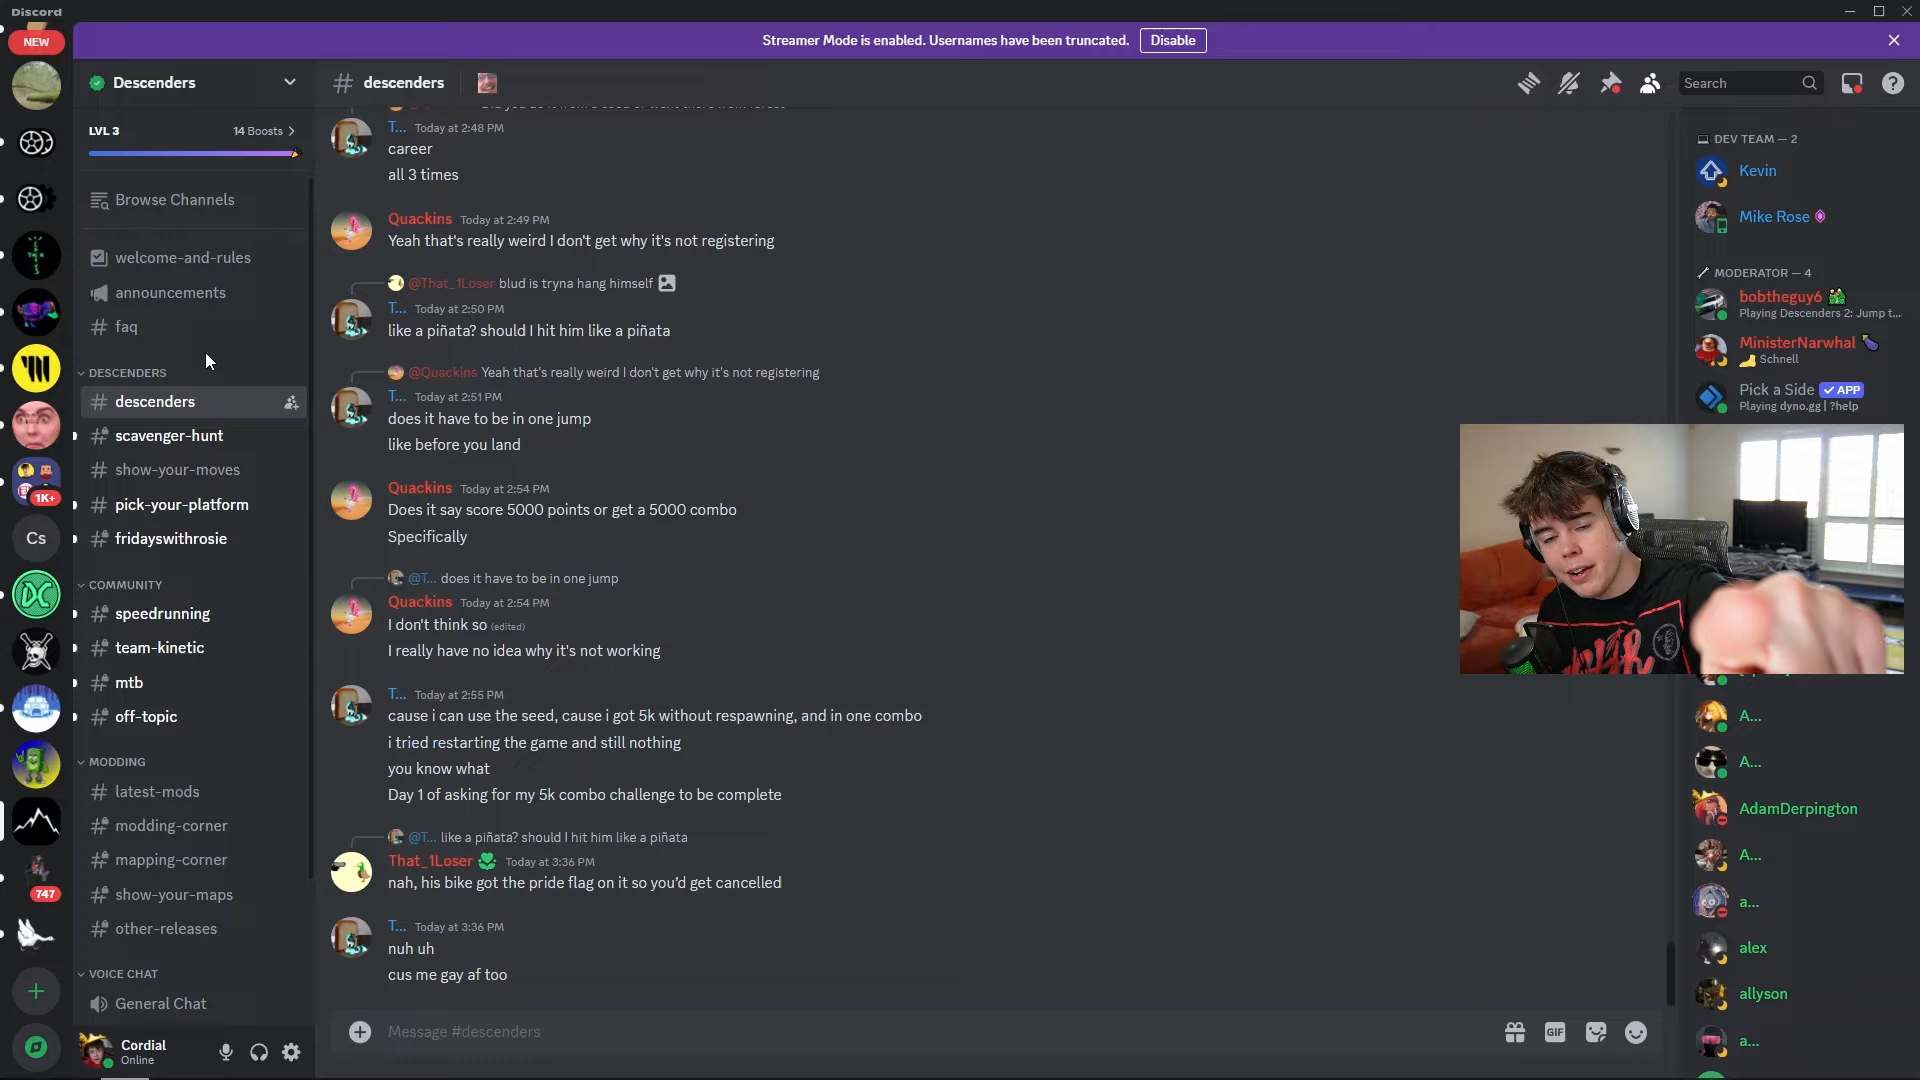 Discord
Streamer Mode is enabled. Usernames have been truncated.
Disable
NEW
Descenders
LVL 3
14 Boosts
Browse Channels
welcome-and-rules
announcements
faq
DESCENDERS
descenders
scavenger-hunt
show-your-moves
pick-your-platform
fridayswithrosie
COMMUNITY
speedrunning
team-kinetic
mtb
off-topic
MODDING
latest-mods
modding-corner
mapping-corner
show-your-maps
other-releases
VOICE CHAT
General Chat
Cordial
Online
1K+
Cs
DC
747
descenders
Search
T... Today at 2:48 PM
career
all 3 times
Quackins Today at 2:49 PM
Yeah that's really weird I don't get why it's not registering
@That_1Loser blud is tryna hang himself
T... Today at 2:50 PM
like a piñata? should I hit him like a piñata
@Quackins Yeah that's really weird I don't get why it's not registering
T... Today at 2:51 PM
does it have to be in one jump
like before you land
Quackins Today at 2:54 PM
Does it say score 5000 points or get a 5000 combo
Specifically
@T... does it have to be in one jump
Quackins Today at 2:54 PM
I don't think so (edited)
I really have no idea why it's not working
T... Today at 2:55 PM
cause i can use the seed, cause i got 5k without respawning, and in one combo
i tried restarting the game and still nothing
you know what
Day 1 of asking for my 5k combo challenge to be complete
@T... like a piñata? should I hit him like a piñata
That_1Loser Today at 3:36 PM
nah, his bike got the pride flag on it so you'd get cancelled
T... Today at 3:36 PM
nuh uh
cus me gay af too
Message #descenders
GIF
DEV TEAM — 2
Kevin
Mike Rose
MODERATOR — 4
bobtheguy6
Playing Descenders 2: Jump t...
MinisterNarwhal
Schnell
Pick a Side APP
Playing dyno.gg | ?help
A...
A...
AdamDerpington
A...
a...
alex
allyson
a...